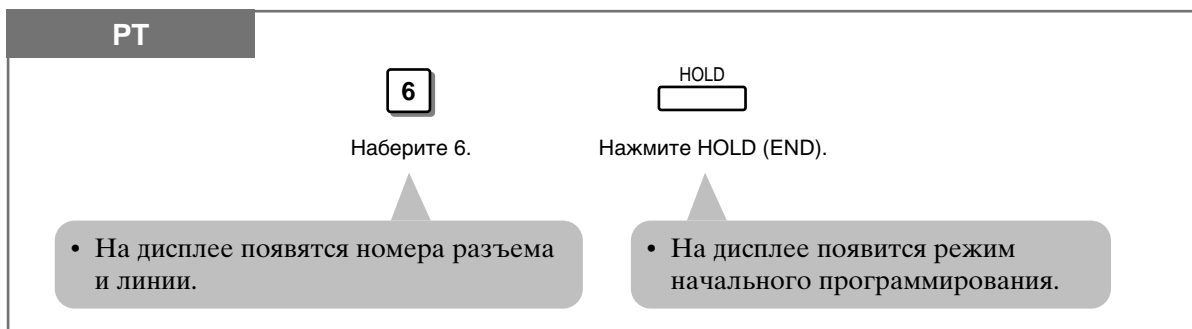 PT
6
HOLD
Наберите 6.
Нажмите HOLD (END).
• На дисплее появятся номера разъема
и линии.
• На дисплее появится режим
начального программирования.